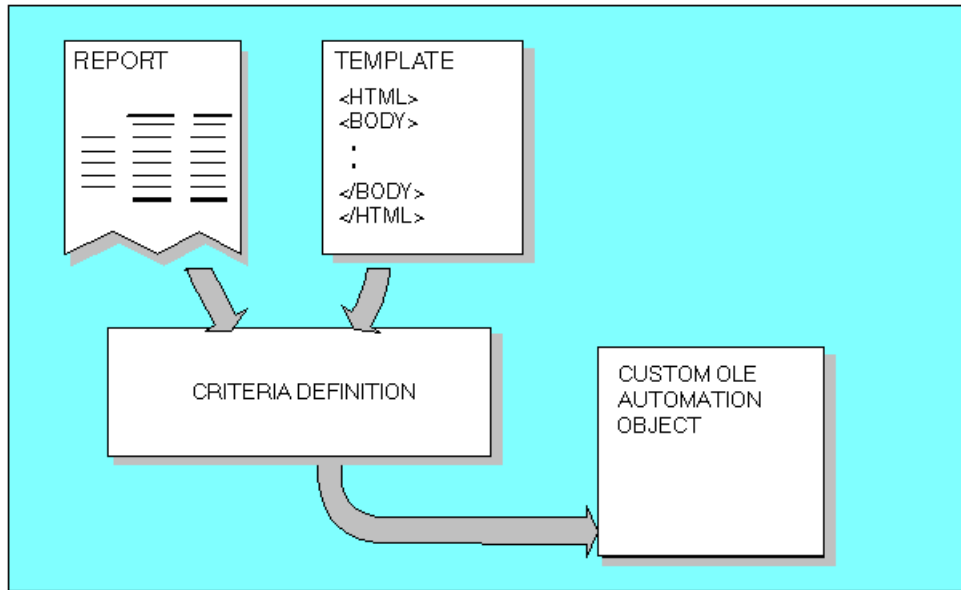 REPORT
TEMPLATE
<HTML>
<BODY>
:
</BODY>
</HTML>
CRITERIA DEFINITION
CUSTOM OLE
AUTOMATION
OBJECT